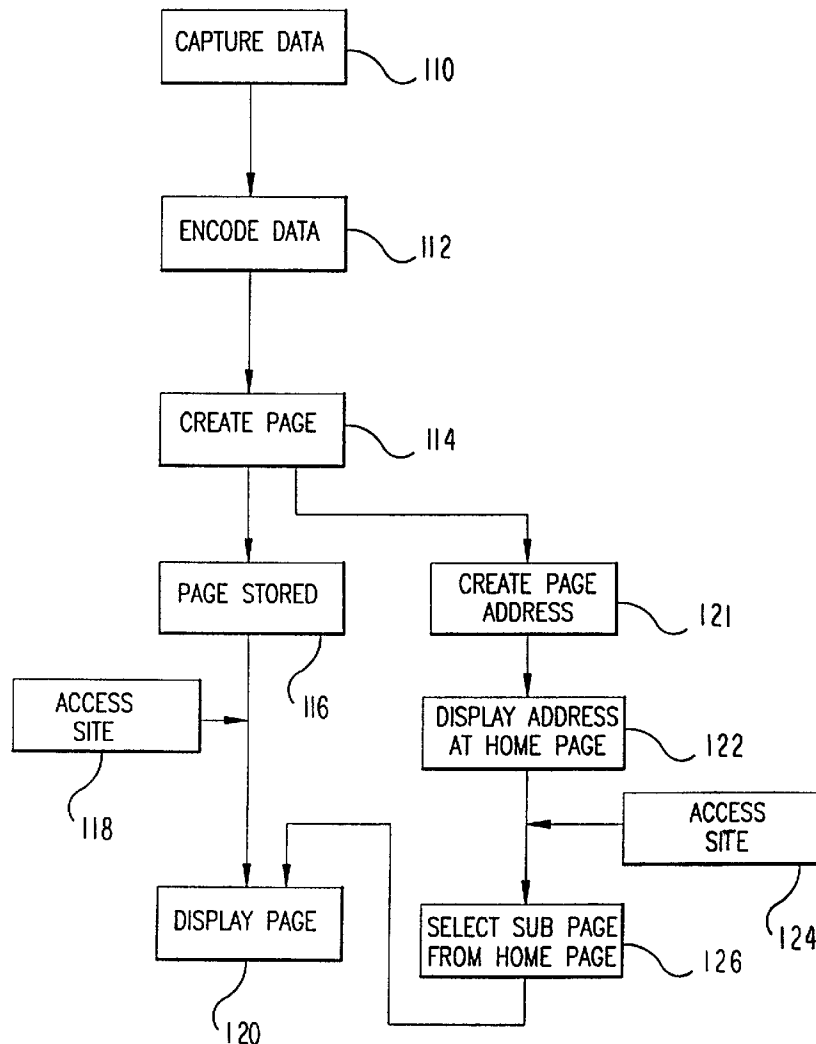 CAPTURE DATA
110
ENCODE DATA
112
CREATE PAGE
114
PAGE STORED
116
CREATE PAGE
ADDRESS
121
ACCESS
SITE
118
DISPLAY ADDRESS
AT HOME PAGE
122
ACCESS
SITE
124
DISPLAY PAGE
120
SELECT SUB PAGE
FROM HOME PAGE
126